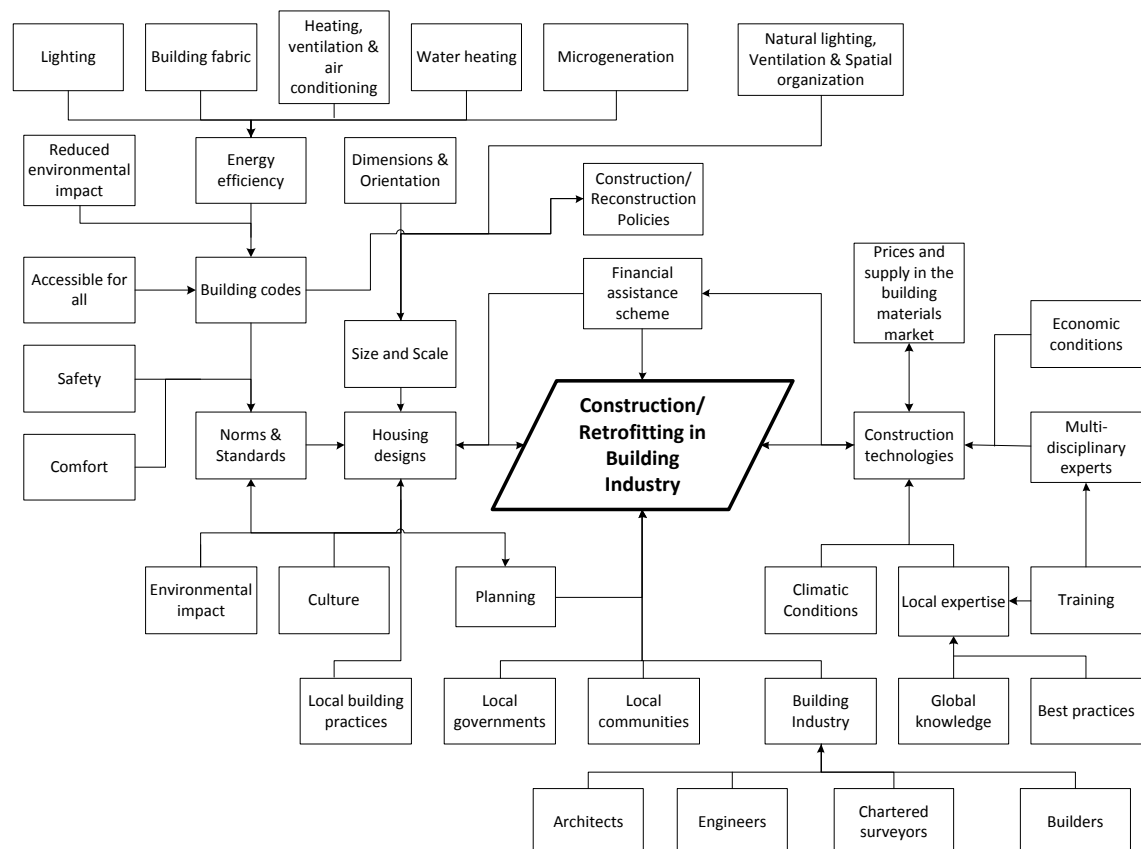 Lighting
Building fabric
Heating,
ventilation &
air
conditioning
Water heating
Microgeneration
Natural lighting,
Ventilation & Spatial
organization
Reduced
environmental
impact
Energy
efficiency
Dimensions &
Orientation
Construction/
Reconstruction
Policies
Accessible for
all
Building codes
Financial
assistance
scheme
Prices and
supply in the
building
materials
market
Economic
conditions
Safety
Size and Scale
Comfort
Norms &
Standards
Housing
designs
Construction/
Retrofitting in
Building
Industry
Construction
technologies
Multi-
disciplinary
experts
Environmental
impact
Culture
Planning
Climatic
Conditions
Local expertise
Training
Local building
practices
Local
governments
Local
communities
Building
Industry
Global
knowledge
Best practices
Architects
Engineers
Chartered
surveyors
Builders